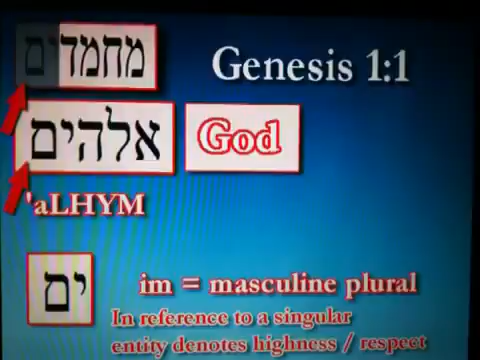 מחמדים
Genesis 1:1
אלהים
God
'aLHYM
ים
im = masculine plural
In reference to a singular
entity denotes highness / respect